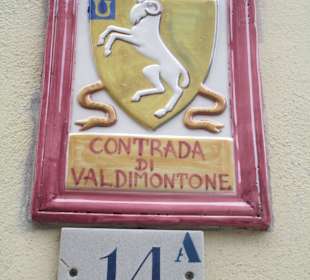 U
CONTRADA
DI
VALDIMONTONE
14A